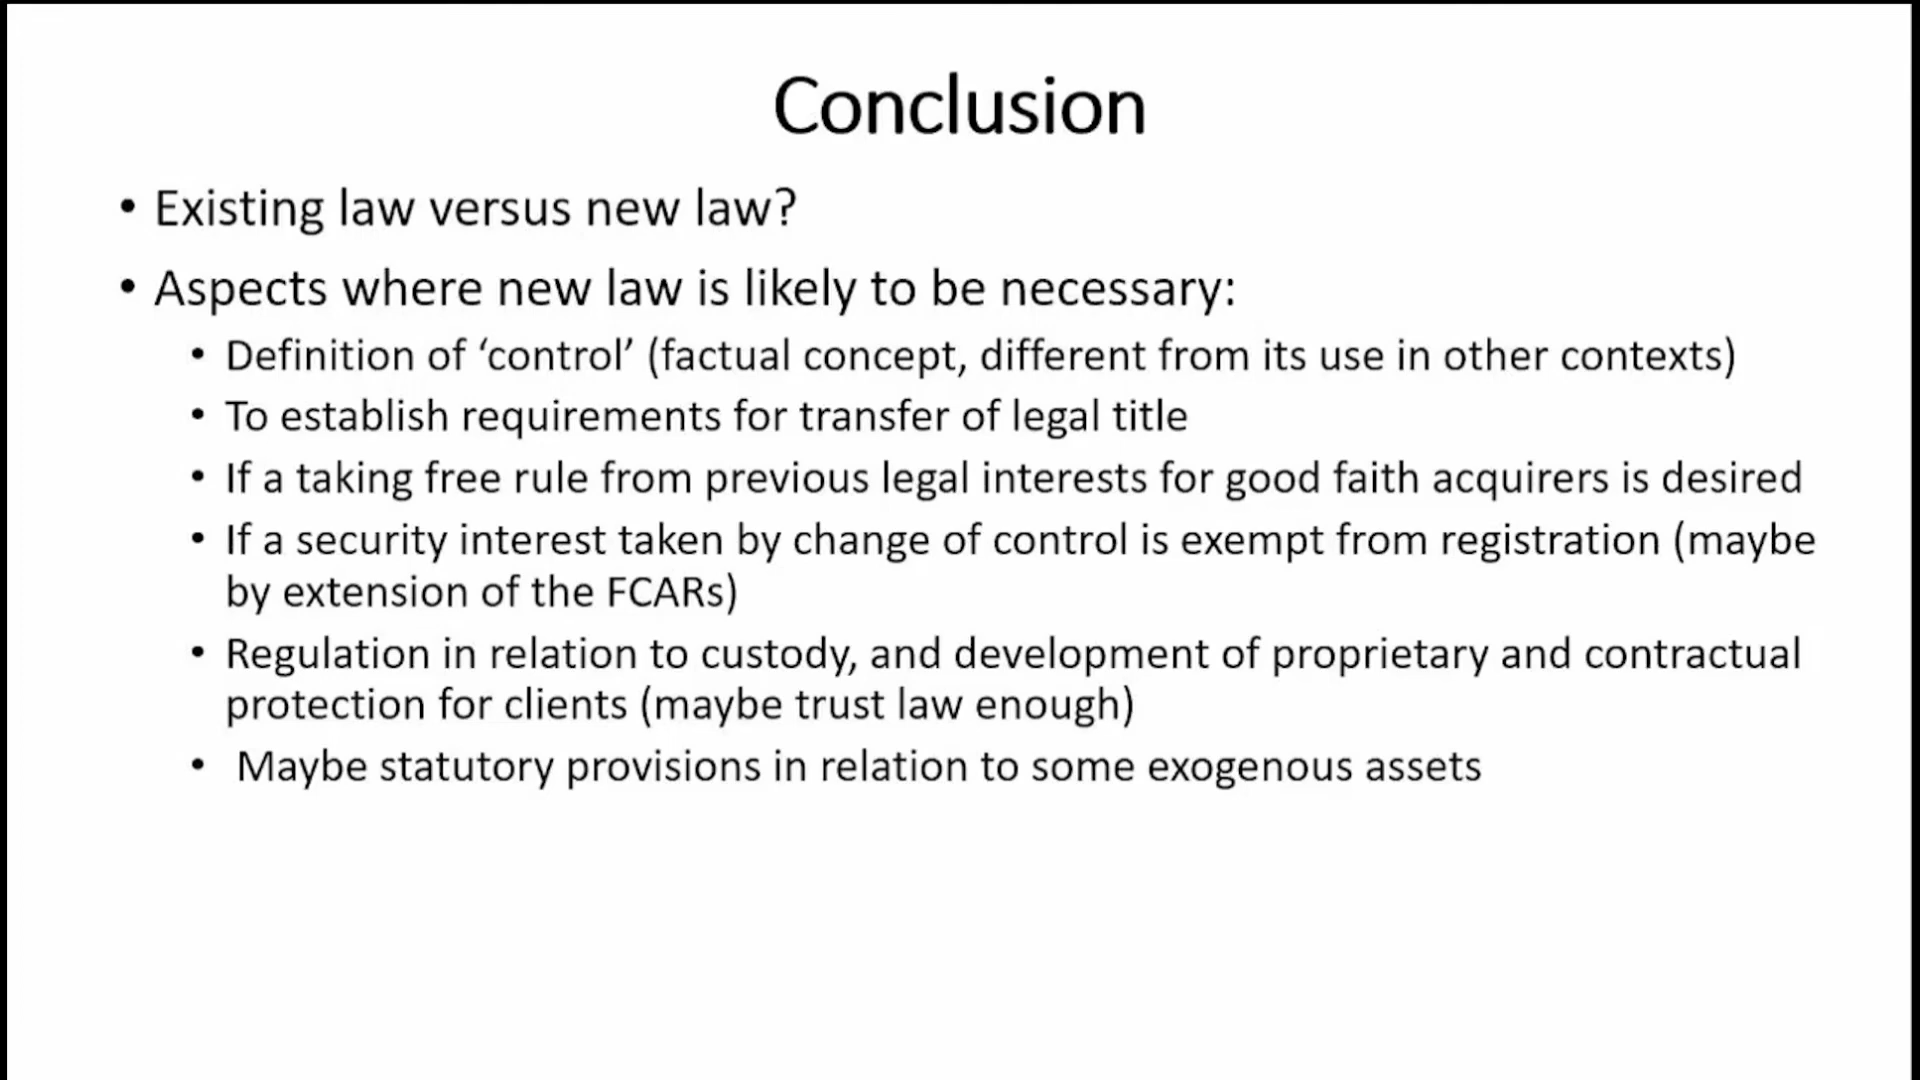 Conclusion
• Existing law versus new law?
• Aspects where new law is likely to be necessary:
• Definition of ‘control’ (factual concept, different from its use in other contexts)
• To establish requirements for transfer of legal title
• If a taking free rule from previous legal interests for good faith acquirers is desired
• If a security interest taken by change of control is exempt from registration (maybe
by extension of the FCARs)
• Regulation in relation to custody, and development of proprietary and contractual
protection for clients (maybe trust law enough)
• Maybe statutory provisions in relation to some exogenous assets